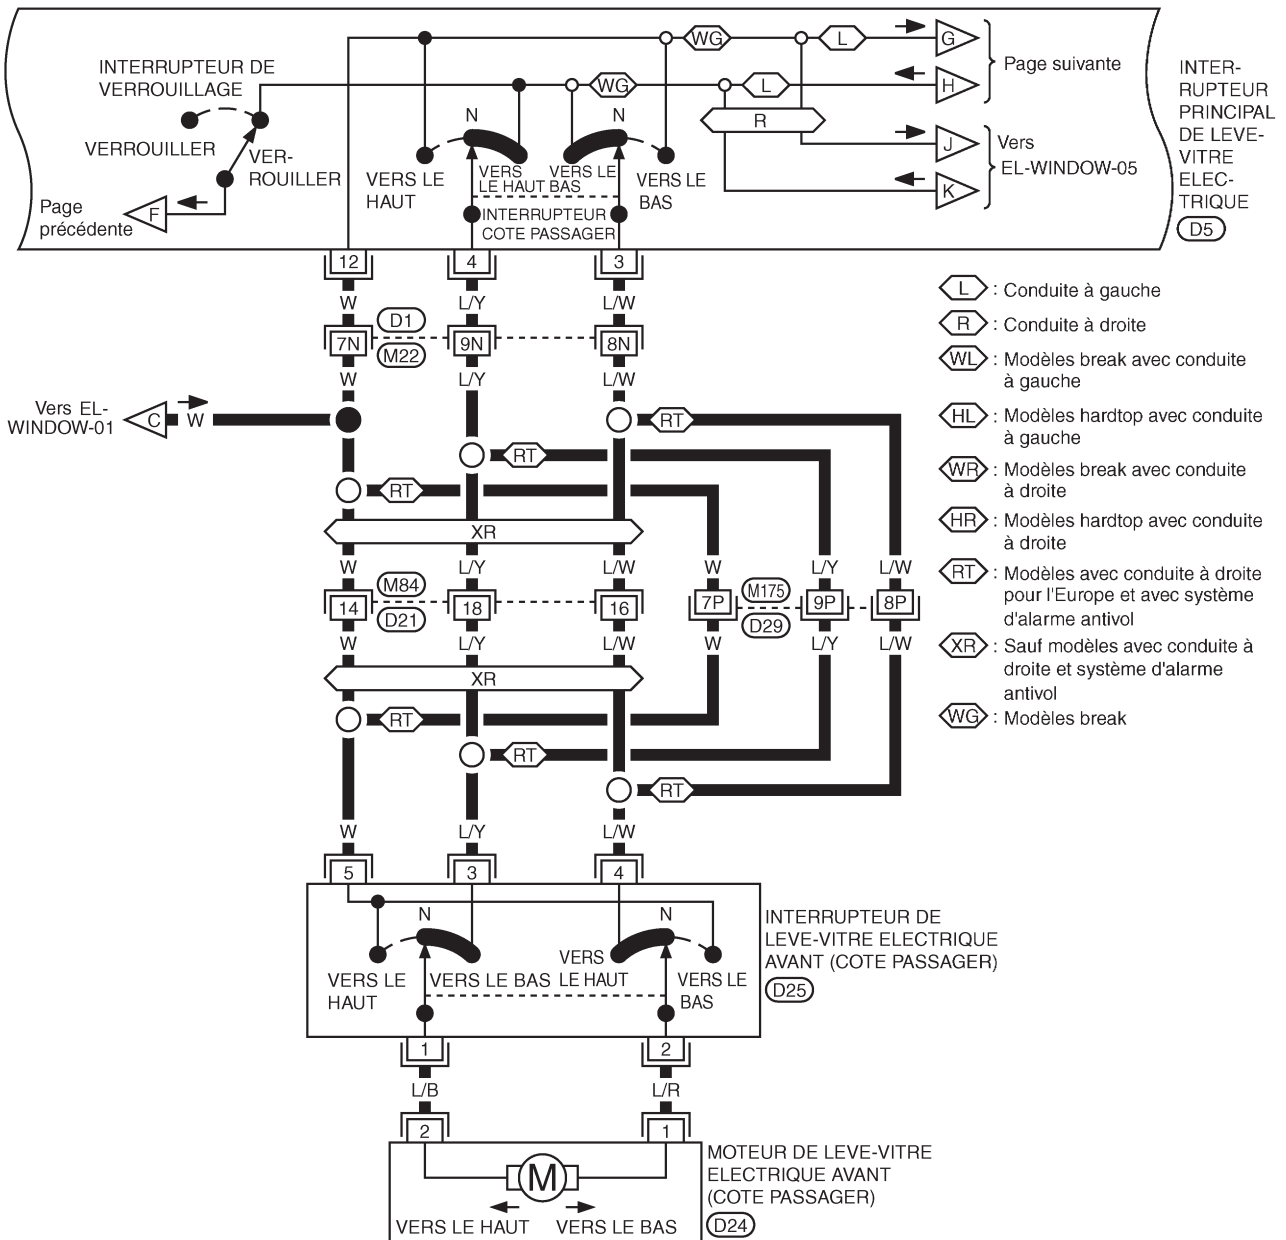 INTERRUPTEUR DE
VERROUILLAGE
VERROUILLER
VER-
ROUILLER
Page
précédente
F
N
N
VERS LE
HAUT
VERS
LE HAUT
BAS
VERS LE
VERS LE
BAS
INTERRUPTEUR
COTE PASSAGER
WG
L
G
WG
L
H
R
J
K
Page suivante
Vers
EL-WINDOW-05
INTER-
RUPTEUR
PRINCIPAL
DE LEVE-
VITRE
ELEC-
TRIQUE
D5
12
4
3
W
L/Y
L/W
D1
7N
9N
8N
M22
W
L/Y
L/W
Vers EL-
WINDOW-01
C
W
RT
RT
RT
XR
W
L/Y
L/W
W
L/Y
L/W
M84
14
18
16
D21
7P
M175
D29
9P
8P
W
L/Y
L/W
W
L/Y
L/W
XR
RT
RT
RT
W
L/Y
L/W
5
3
4
N
N
VERS LE
HAUT
VERS LE BAS
VERS
LE HAUT
VERS LE
BAS
INTERRUPTEUR DE
LEVE-VITRE ELECTRIQUE
AVANT (COTE PASSAGER)
D25
1
2
L/B
L/R
2
1
M
VERS LE HAUT
VERS LE BAS
MOTEUR DE LEVE-VITRE
ELECTRIQUE AVANT
(COTE PASSAGER)
D24
L : Conduite à gauche
R : Conduite à droite
WL : Modèles break avec conduite
à gauche
HL : Modèles hardtop avec conduite
à gauche
WR : Modèles break avec conduite
à droite
HR : Modèles hardtop avec conduite
à droite
RT : Modèles avec conduite à droite
pour l'Europe et avec système
d'alarme antivol
XR : Sauf modèles avec conduite à
droite et système d'alarme
antivol
WG : Modèles break